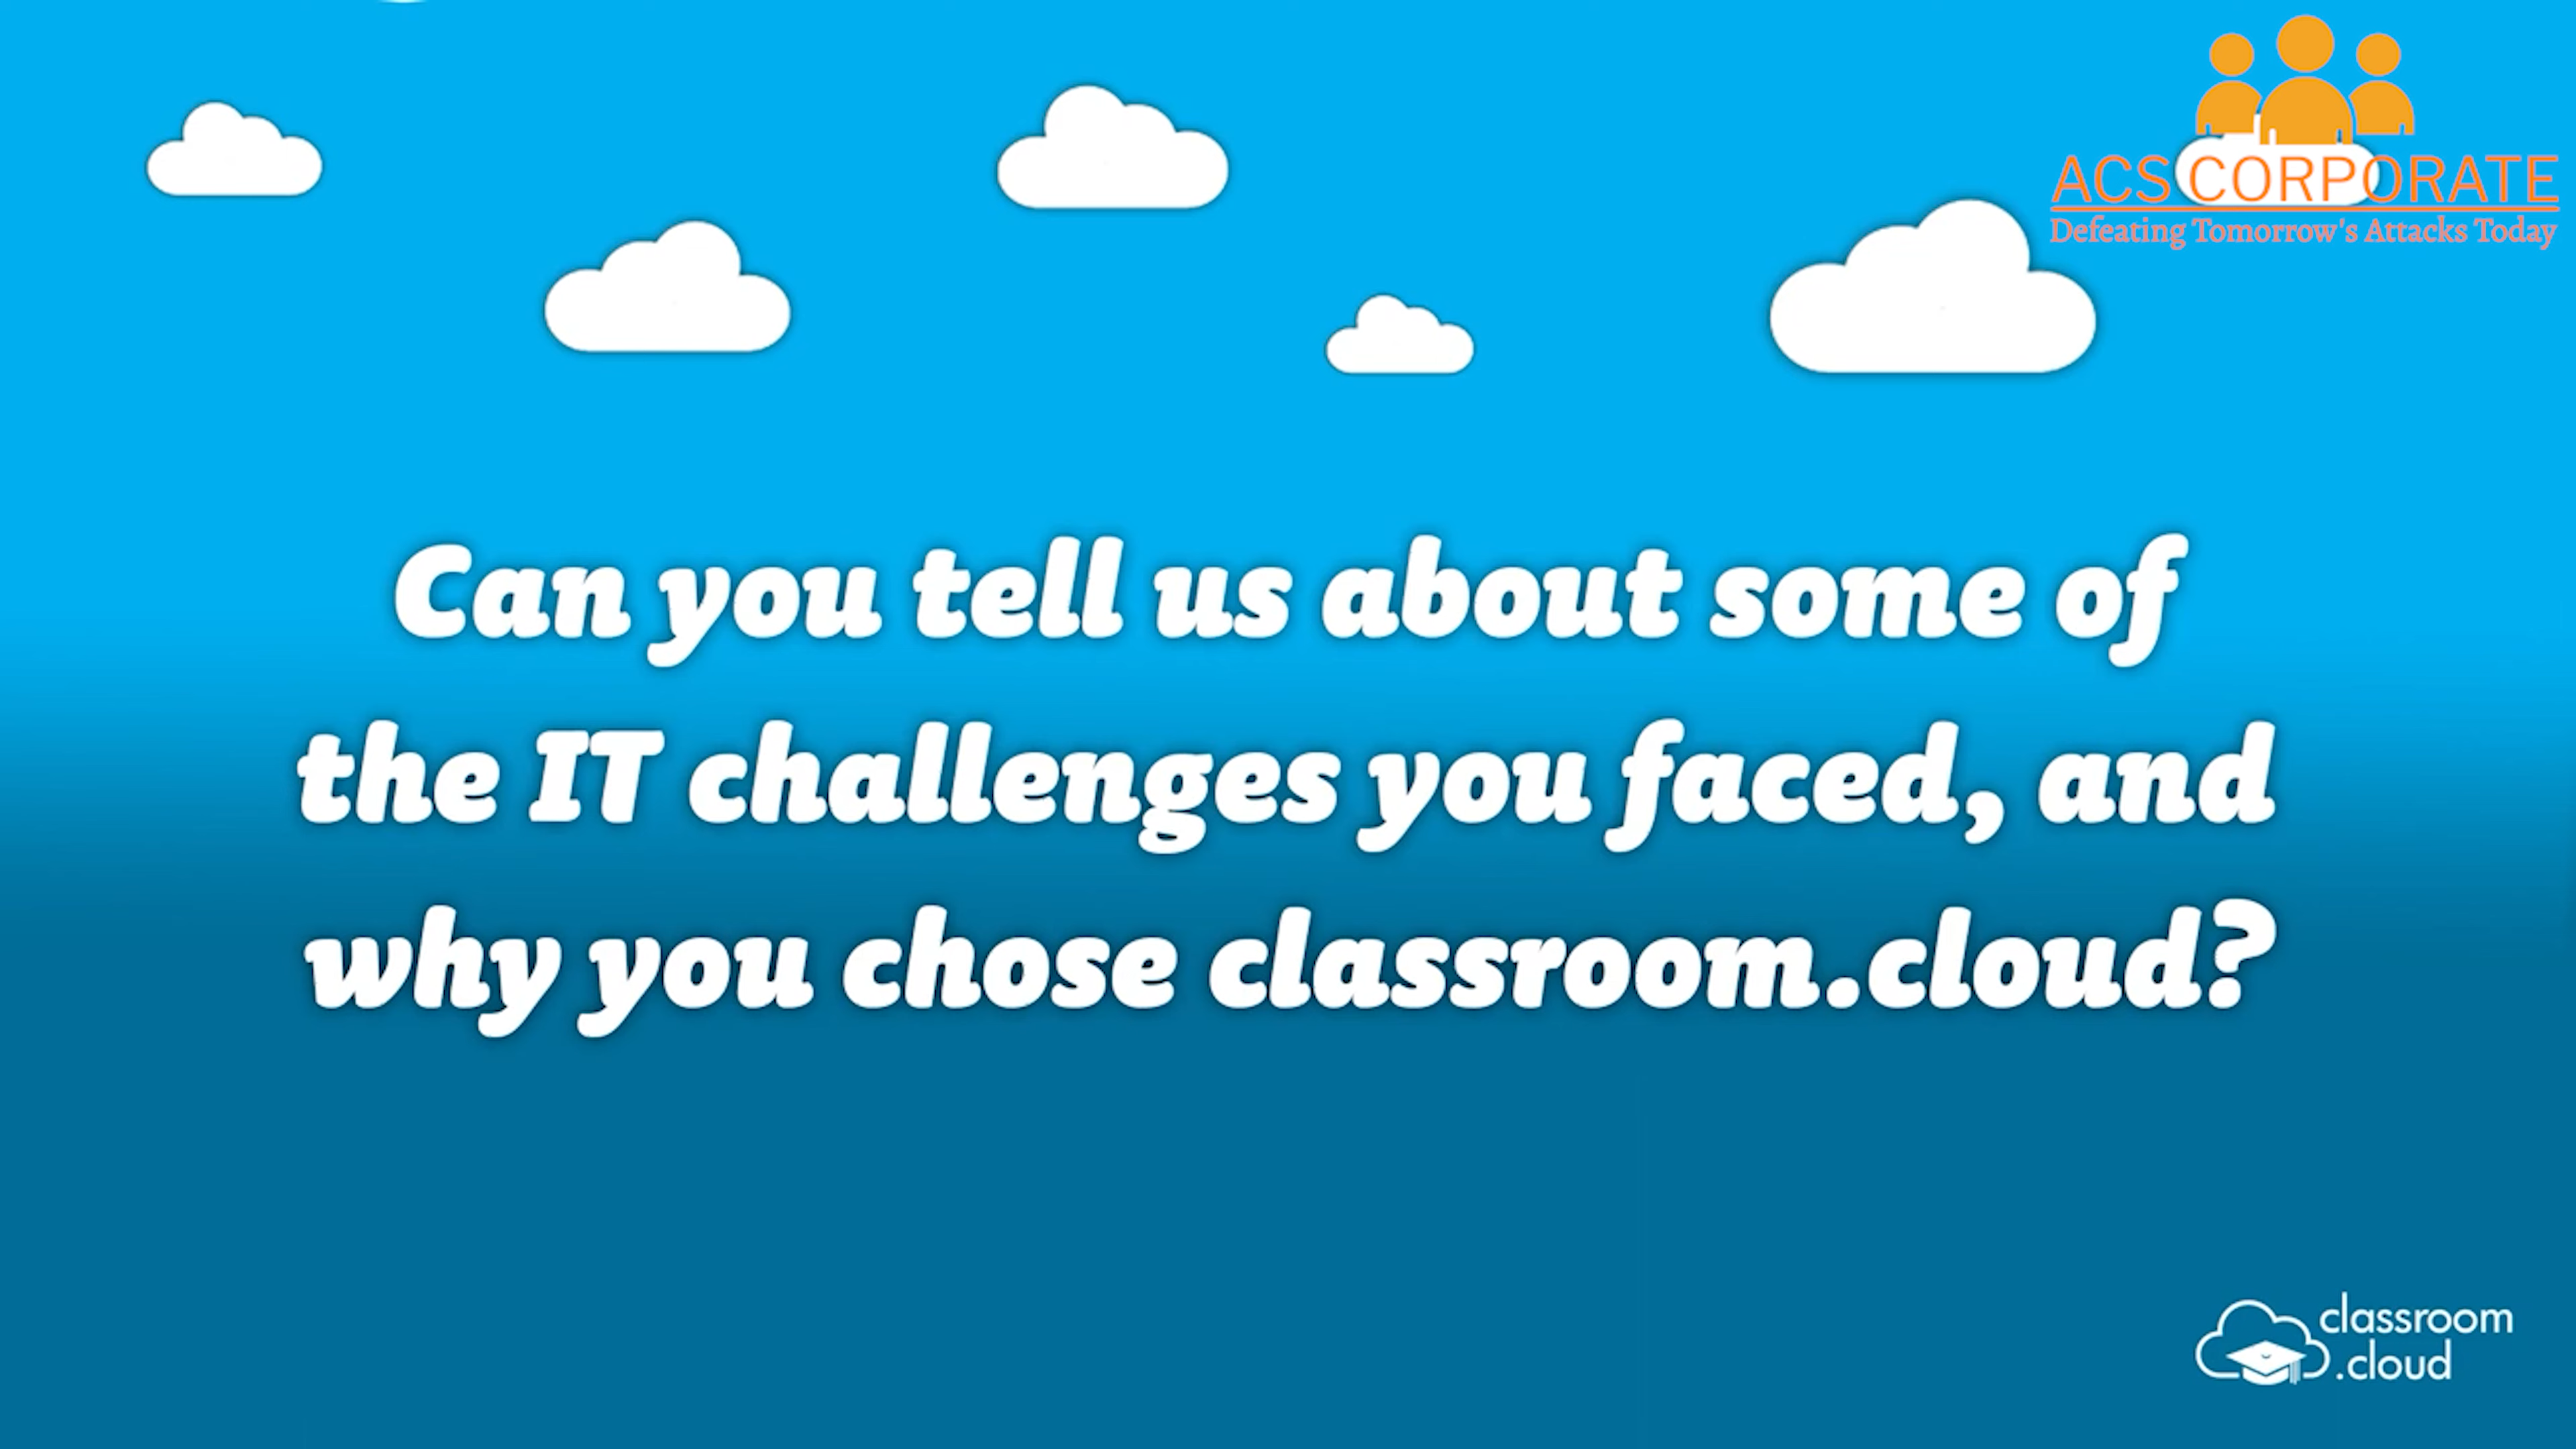 ACS CORPORATE
Defeating Tomorrow's Attacks Today
Can you tell us about some of
the IT challenges you faced, and
why you chose classroom.cloud?
classroom
.cloud